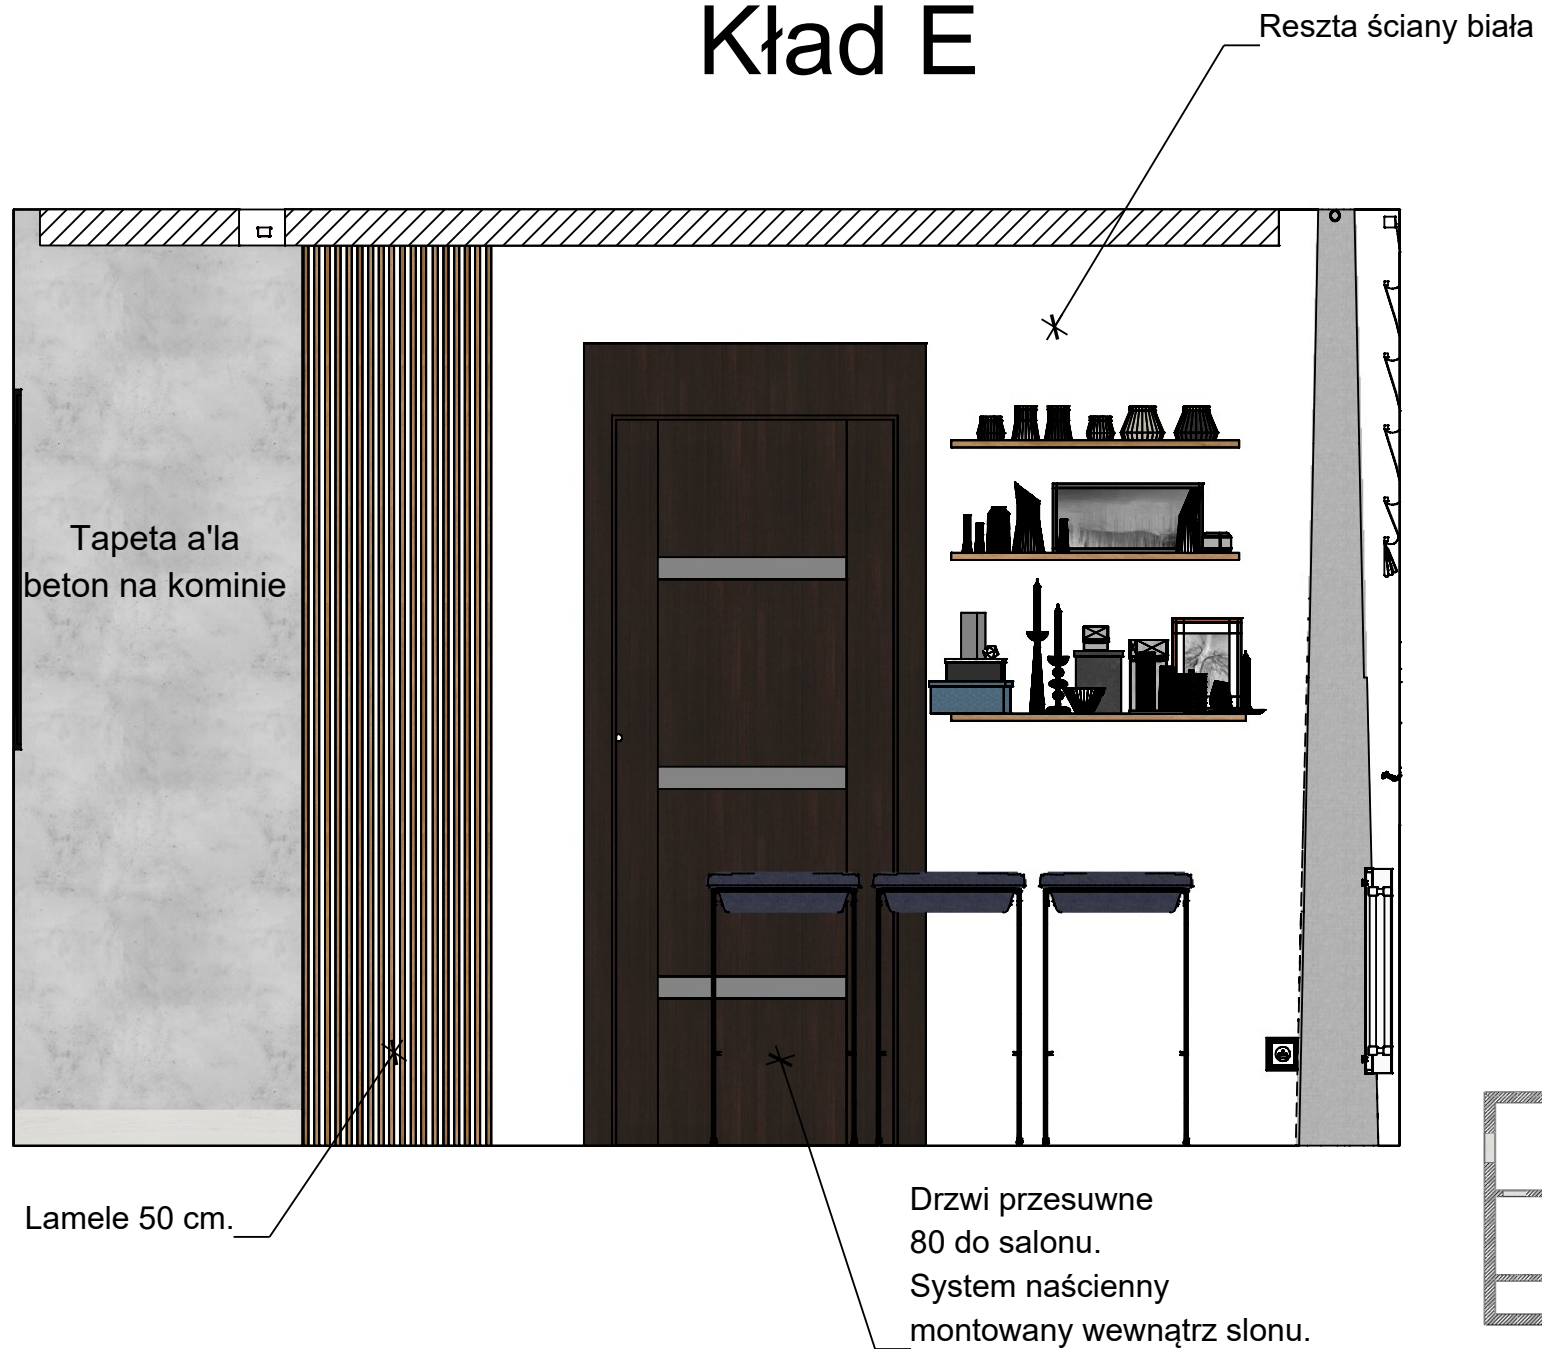 Kład E
Reszta ściany biała
Tapeta a'la
beton na kominie
Lamele 50 cm.
Drzwi przesuwne
80 do salonu.
System naścienny
montowany wewnątrz slonu.